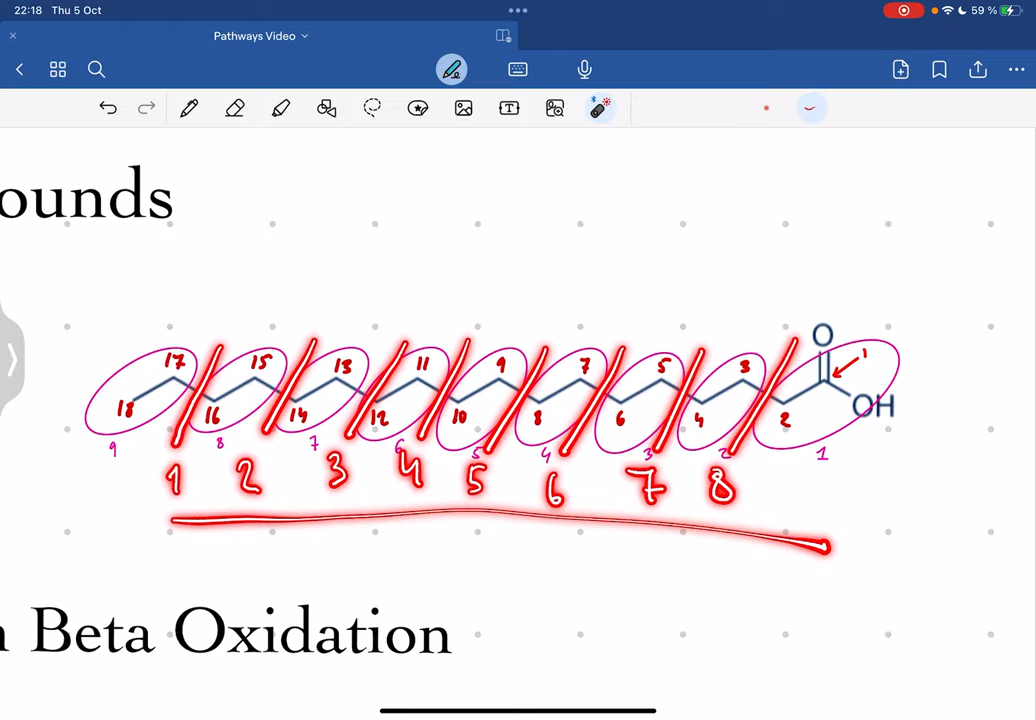 22:18 Thu 5 Oct
59 %
Pathways Video
T
ounds
O
17 15 13 11 9 7 5 3 1
18 16 14 12 10 8 6 4 2 OH
9 8 7 6 5 4 3 2 1
1 2 3 4 5 6 7 8
n Beta Oxidation